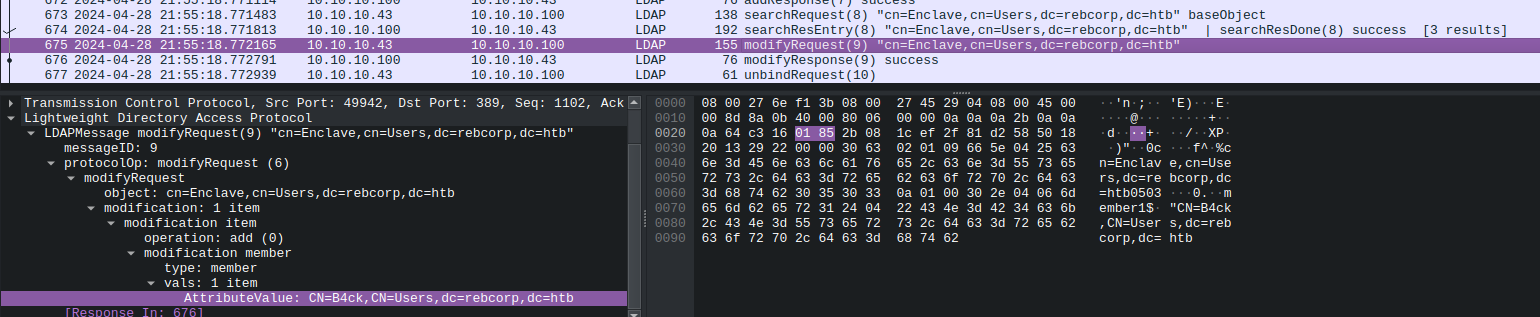 672 2024-04-28 21:55:18.771114 10.10.10.100 10.10.10.43 LDAP 76 addResponse(7) success
673 2024-04-28 21:55:18.771483 10.10.10.43 10.10.10.100 LDAP 138 searchRequest(8) "cn=Enclave,cn=Users,dc=rebcorp,dc=htb" baseObject
674 2024-04-28 21:55:18.771813 10.10.10.100 10.10.10.43 LDAP 192 searchResEntry(8) "cn=Enclave,cn=Users,dc=rebcorp,dc=htb" | searchResDone(8) success [3 results]
675 2024-04-28 21:55:18.772165 10.10.10.43 10.10.10.100 LDAP 155 modifyRequest(9) "cn=Enclave,cn=Users,dc=rebcorp,dc=htb"
676 2024-04-28 21:55:18.772791 10.10.10.100 10.10.10.43 LDAP 76 modifyResponse(9) success
677 2024-04-28 21:55:18.772939 10.10.10.43 10.10.10.100 LDAP 61 unbindRequest(10)
Transmission Control Protocol, Src Port: 49942, Dst Port: 389, Seq: 1102, Ack
Lightweight Directory Access Protocol
LDAPMessage modifyRequest(9) "cn=Enclave,cn=Users,dc=rebcorp,dc=htb"
messageID: 9
protocolOp: modifyRequest (6)
modifyRequest
object: cn=Enclave,cn=Users,dc=rebcorp,dc=htb
modification: 1 item
modification item
operation: add (0)
modification member
type: member
vals: 1 item
AttributeValue: CN=B4ck,CN=Users,dc=rebcorp,dc=htb
[Response In: 676]
0000 08 00 27 6e f1 3b 08 00 27 45 29 04 08 00 45 00 ··'n·;·· 'E)···E·
0010 00 8d 8a 0b 40 00 80 06 00 00 0a 0a 0a 2b 0a 0a ····@··· ·····+··
0020 0a 64 c3 16 01 85 2b 08 1c ef 2f 81 d2 58 50 18 ·d····+· ··/··XP·
0030 20 13 29 22 00 00 30 63 02 01 09 66 5e 04 25 63  ·)"··0c ···f^·%c
0040 6e 3d 45 6e 63 6c 61 76 65 2c 63 6e 3d 55 73 65 n=Enclav e,cn=Use
0050 72 73 2c 64 63 3d 72 65 62 63 6f 72 70 2c 64 63 rs,dc=re bcorp,dc
0060 3d 68 74 62 30 35 30 33 0a 01 00 30 2e 04 06 6d =htb0503 ···0.··m
0070 65 6d 62 65 72 31 24 04 22 43 4e 3d 42 34 63 6b ember1$· "CN=B4ck
0080 2c 43 4e 3d 55 73 65 72 73 2c 64 63 3d 72 65 62 ,CN=User s,dc=reb
0090 63 6f 72 70 2c 64 63 3d 68 74 62 corp,dc= htb